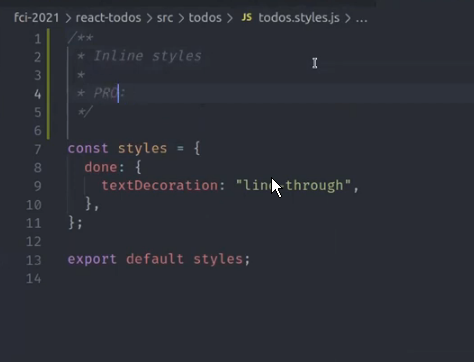 fci-2021 > react-todos > src > todos > JS todos.styles.js > ...
1 /**
2 * Inline styles
3 *
4 * PRO:
5 */
6
7 const styles = {
8 done: {
9 textDecoration: "line-through",
10 },
11 };
12
13 export default styles;
14